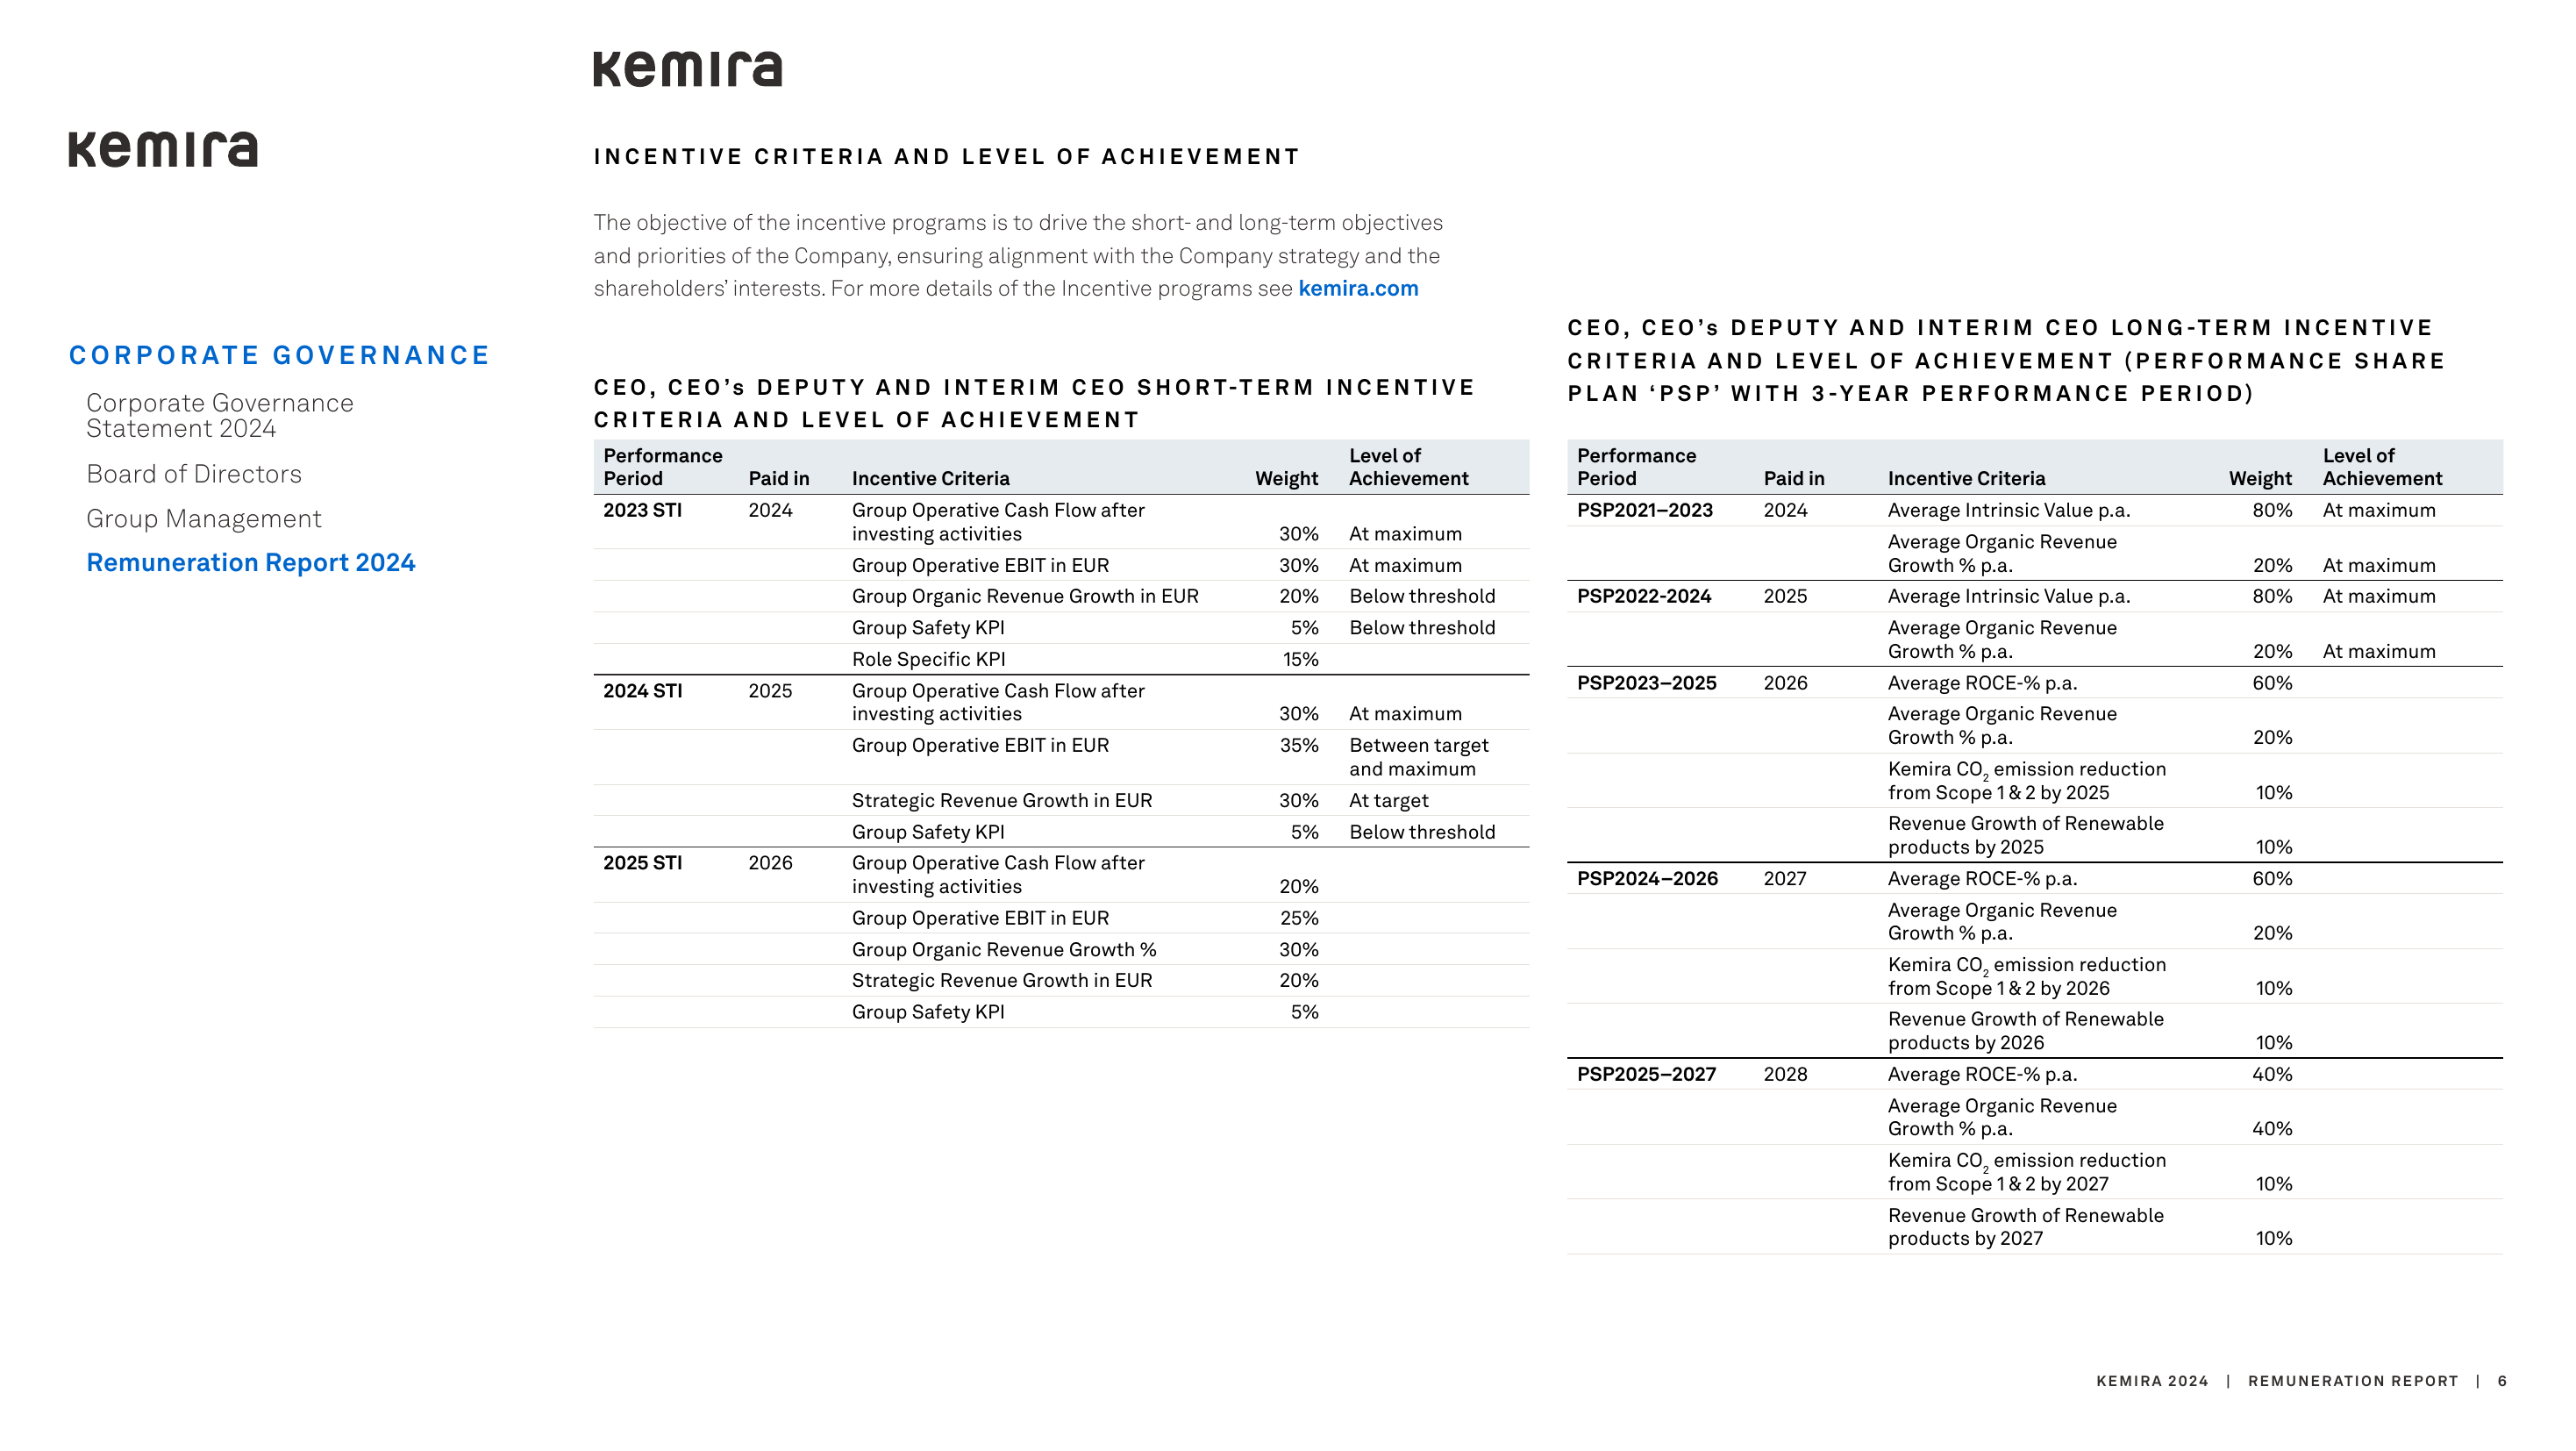 kemira
CORPORATE GOVERNANCE
Corporate Governance
Statement 2024
Board of Directors
Group Management
Remuneration Report 2024
kemira
INCENTIVE CRITERIA AND LEVEL OF ACHIEVEMENT
The objective of the incentive programs is to drive the short- and long-term objectives
and priorities of the Company, ensuring alignment with the Company strategy and the
shareholders’ interests. For more details of the Incentive programs see kemira.com
CEO, CEO’s DEPUTY AND INTERIM CEO SHORT-TERM INCENTIVE
CRITERIA AND LEVEL OF ACHIEVEMENT
Performance Level of
Period Paid in Incentive Criteria Weight Achievement
2023 STI 2024 Group Operative Cash Flow after
investing activities 30% At maximum
Group Operative EBIT in EUR 30% At maximum
Group Organic Revenue Growth in EUR 20% Below threshold
Group Safety KPI 5% Below threshold
Role Specific KPI 15%
2024 STI 2025 Group Operative Cash Flow after
investing activities 30% At maximum
Group Operative EBIT in EUR 35% Between target
and maximum
Strategic Revenue Growth in EUR 30% At target
Group Safety KPI 5% Below threshold
2025 STI 2026 Group Operative Cash Flow after
investing activities 20%
Group Operative EBIT in EUR 25%
Group Organic Revenue Growth % 30%
Strategic Revenue Growth in EUR 20%
Group Safety KPI 5%
CEO, CEO’s DEPUTY AND INTERIM CEO LONG-TERM INCENTIVE
CRITERIA AND LEVEL OF ACHIEVEMENT (PERFORMANCE SHARE
PLAN ‘PSP’ WITH 3-YEAR PERFORMANCE PERIOD)
Performance Level of
Period Paid in Incentive Criteria Weight Achievement
PSP2021–2023 2024 Average Intrinsic Value p.a. 80% At maximum
Average Organic Revenue
Growth % p.a. 20% At maximum
PSP2022-2024 2025 Average Intrinsic Value p.a. 80% At maximum
Average Organic Revenue
Growth % p.a. 20% At maximum
PSP2023–2025 2026 Average ROCE-% p.a. 60%
Average Organic Revenue
Growth % p.a. 20%
Kemira CO₂ emission reduction
from Scope 1 & 2 by 2025 10%
Revenue Growth of Renewable
products by 2025 10%
PSP2024–2026 2027 Average ROCE-% p.a. 60%
Average Organic Revenue
Growth % p.a. 20%
Kemira CO₂ emission reduction
from Scope 1 & 2 by 2026 10%
Revenue Growth of Renewable
products by 2026 10%
PSP2025–2027 2028 Average ROCE-% p.a. 40%
Average Organic Revenue
Growth % p.a. 40%
Kemira CO₂ emission reduction
from Scope 1 & 2 by 2027 10%
Revenue Growth of Renewable
products by 2027 10%
KEMIRA 2024 | REMUNERATION REPORT | 6